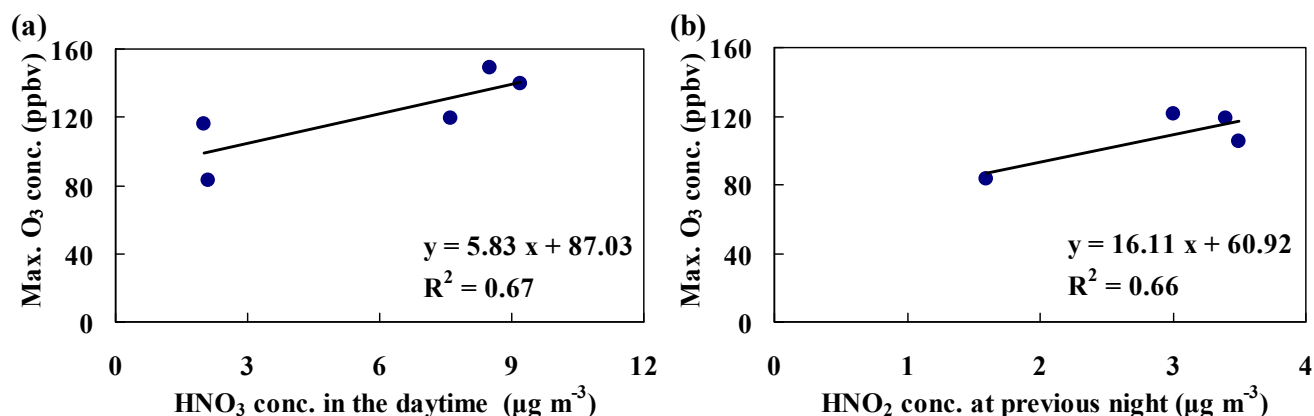 (a)
Max. O₃ conc. (ppbv)
160
120
80
40
0
y = 5.83 x + 87.03
R² = 0.67
0 3 6 9 12
HNO₃ conc. in the daytime (µg m⁻³)
(b)
Max. O₃ conc. (ppbv)
160
120
80
40
0
y = 16.11 x + 60.92
R² = 0.66
0 1 2 3 4
HNO₂ conc. at previous night (µg m⁻³)